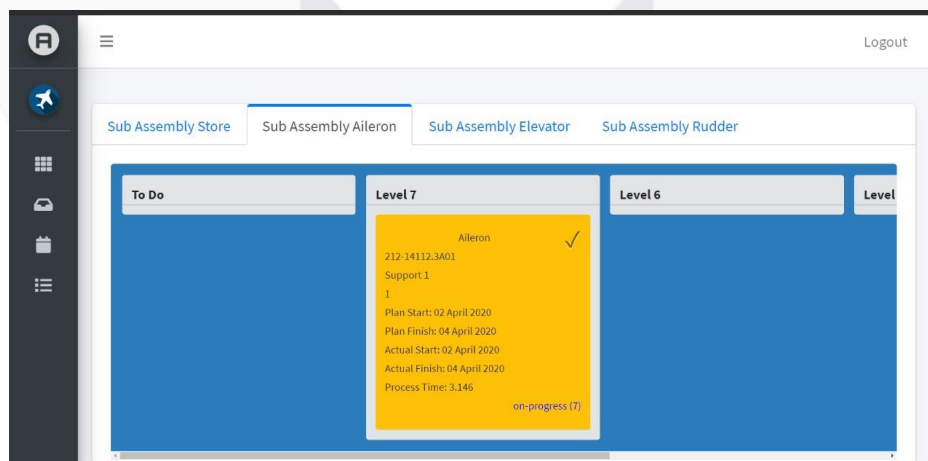 A
Logout
Sub Assembly Store
Sub Assembly Aileron
Sub Assembly Elevator
Sub Assembly Rudder
To Do
Level 7
Level 6
Level
Aileron
212-14112.3A01
Support 1
1
Plan Start: 02 April 2020
Plan Finish: 04 April 2020
Actual Start: 02 April 2020
Actual Finish: 04 April 2020
Process Time: 3.146
on-progress (7)